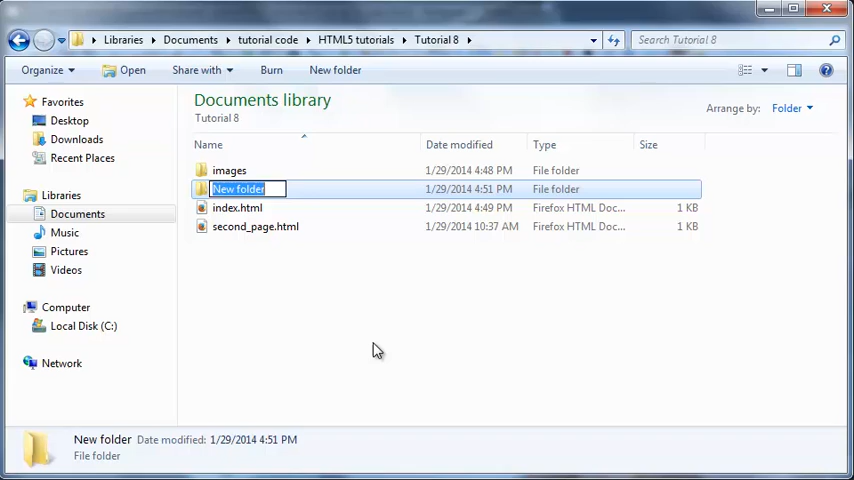 Libraries Documents tutorial code HTML5 tutorials Tutorial 8 Search Tutorial 8
Organize Open Share with Burn New folder
Favorites
Desktop
Downloads
Recent Places
Libraries
Documents
Music
Pictures
Videos
Computer
Local Disk (C:)
Network
Documents library
Tutorial 8
Arrange by: Folder
Name Date modified Type Size
images 1/29/2014 4:48 PM File folder
New folder 1/29/2014 4:51 PM File folder
index.html 1/29/2014 4:49 PM Firefox HTML Doc... 1 KB
second_page.html 1/29/2014 10:37 AM Firefox HTML Doc... 1 KB
New folder Date modified: 1/29/2014 4:51 PM
File folder